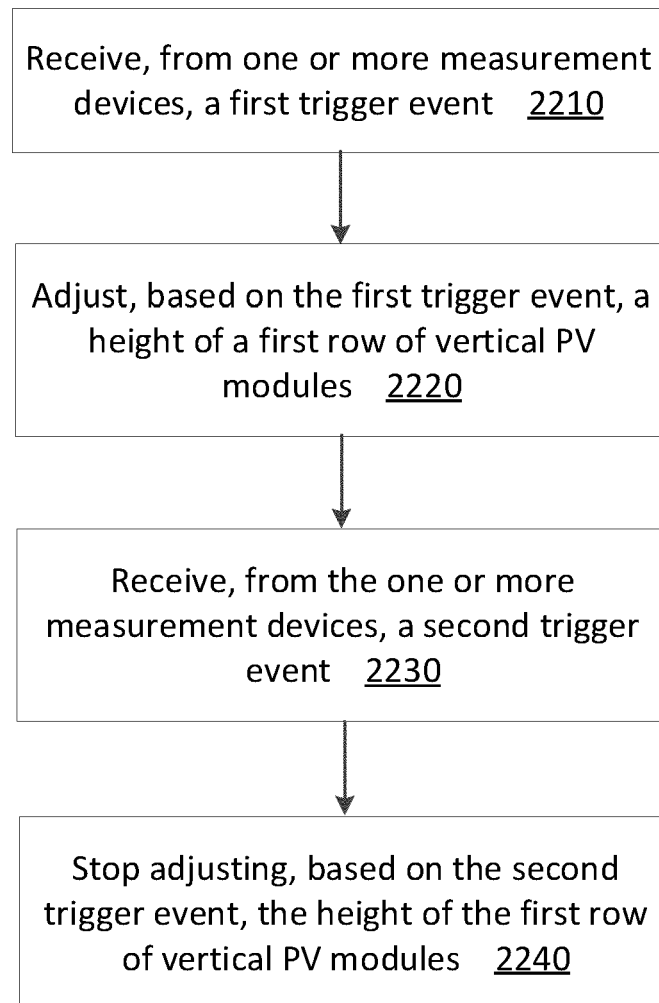 Receive, from one or more measurement
devices, a first trigger event 2210
Adjust, based on the first trigger event, a
height of a first row of vertical PV
modules 2220
Receive, from the one or more
measurement devices, a second trigger
event 2230
Stop adjusting, based on the second
trigger event, the height of the first row
of vertical PV modules 2240